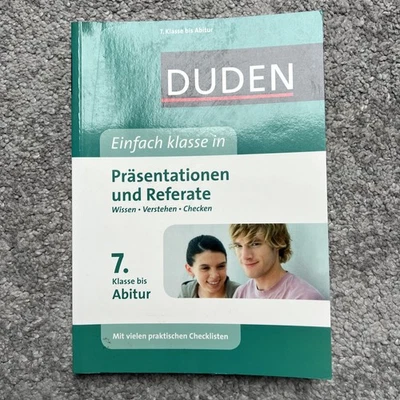 7. Klasse bis Abitur
DUDEN
Einfach klasse in
Präsentationen
und Referate
Wissen • Verstehen • Checken
7.
Klasse bis
Abitur
Mit vielen praktischen Checklisten